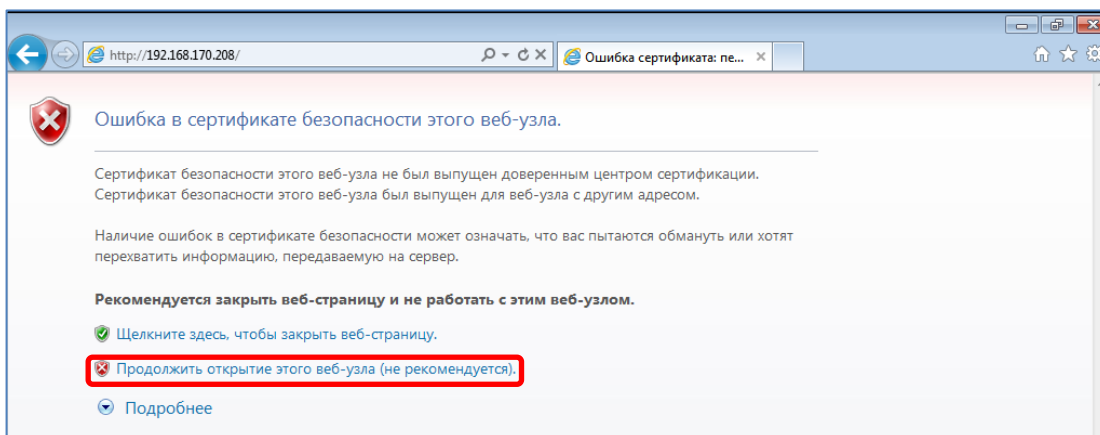 http://192.168.170.208/
Ошибка сертификата: пе...
Ошибка в сертификате безопасности этого веб-узла.
Сертификат безопасности этого веб-узла не был выпущен доверенным центром сертификации.
Сертификат безопасности этого веб-узла был выпущен для веб-узла с другим адресом.
Наличие ошибок в сертификате безопасности может означать, что вас пытаются обмануть или хотят
перехватить информацию, передаваемую на сервер.
Рекомендуется закрыть веб-страницу и не работать с этим веб-узлом.
Щелкните здесь, чтобы закрыть веб-страницу.
Продолжить открытие этого веб-узла (не рекомендуется).
Подробнее